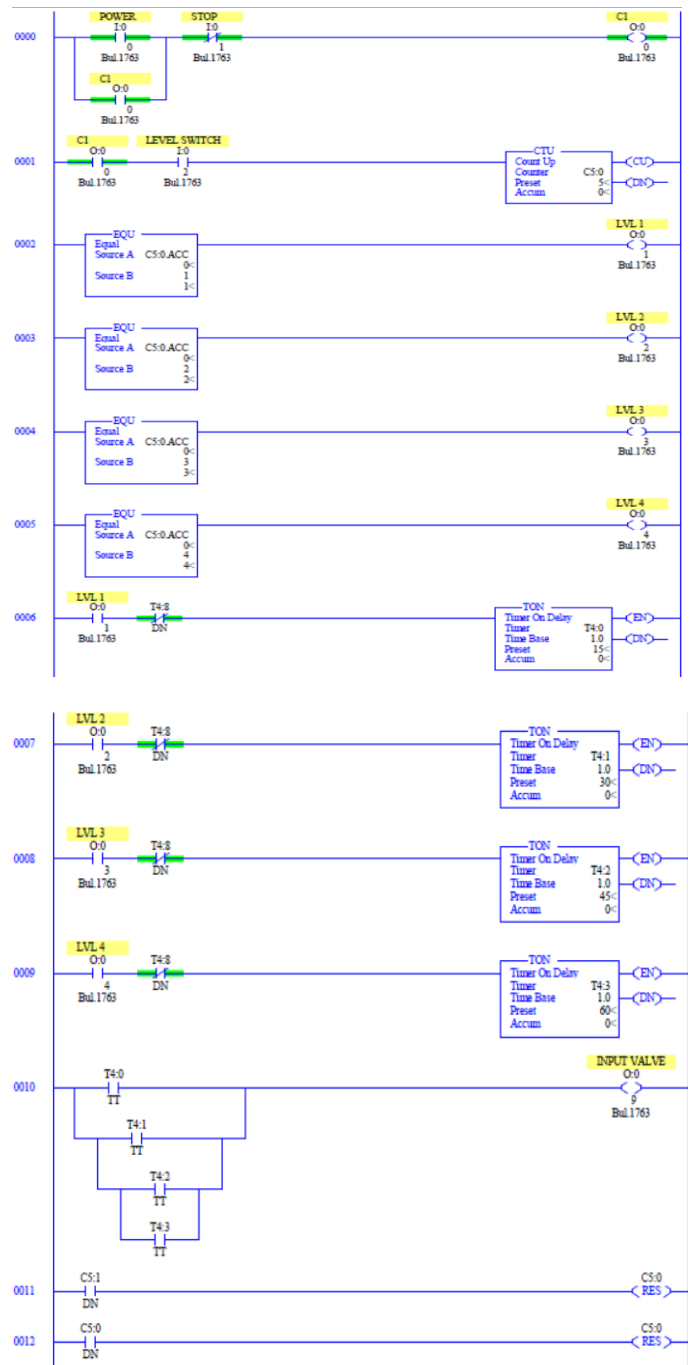 POWER STOP C1
I:0 I:0 O:0
0000
0 1 0
Bul.1763 Bul.1763 Bul.1763
C1
O:0
0
Bul.1763
C1 LEVEL SWITCH
O:0 I:0
CTU
0001
Count Up
CU
0 2
Counter C5:0
Bul.1763 Bul.1763
Preset 5<
DN
Accum 0<
LVL 1
EQU
O:0
0002
Equal
Source A C5:0.ACC
1
0<
Bul.1763
Source B 1
1<
LVL 2
EQU
O:0
0003
Equal
Source A C5:0.ACC
2
0<
Bul.1763
Source B 2
2<
LVL 3
EQU
O:0
0004
Equal
Source A C5:0.ACC
3
0<
Bul.1763
Source B 3
3<
LVL 4
EQU
O:0
0005
Equal
Source A C5:0.ACC
4
0<
Bul.1763
Source B 4
4<
LVL 1
O:0 T4:8
TON
0006
Timer On Delay
EN
1 DN
Timer T4:0
Bul.1763
Time Base 1.0
DN
Preset 15<
Accum 0<
LVL 2
O:0 T4:8
TON
0007
Timer On Delay
EN
2 DN
Timer T4:1
Bul.1763
Time Base 1.0
DN
Preset 30<
Accum 0<
LVL 3
O:0 T4:8
TON
0008
Timer On Delay
EN
3 DN
Timer T4:2
Bul.1763
Time Base 1.0
DN
Preset 45<
Accum 0<
LVL 4
O:0 T4:8
TON
0009
Timer On Delay
EN
4 DN
Timer T4:3
Bul.1763
Time Base 1.0
DN
Preset 60<
Accum 0<
INPUT VALVE
T4:0 O:0
0010
TT 9
Bul.1763
T4:1
TT
T4:2
TT
T4:3
TT
C5:1 C5:0
0011 RES
DN
C5:0 C5:0
0012 RES
DN